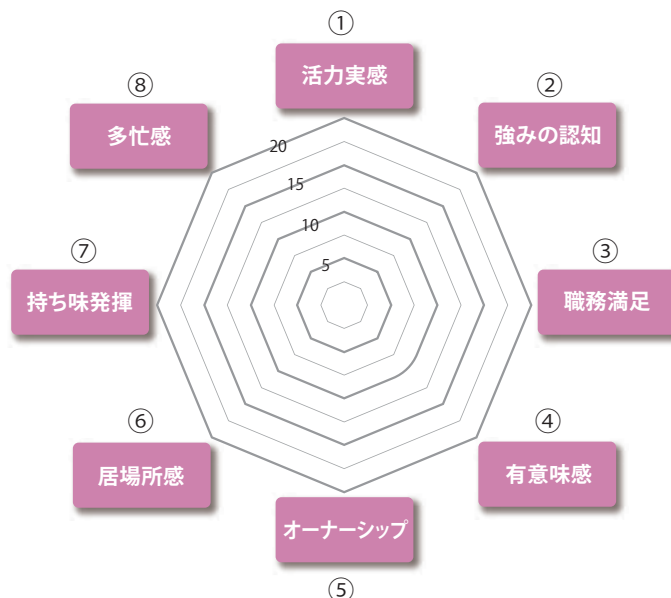 ①
活力実感
②
強みの認知
③
職務満足
④
有意味感
⑤
オーナーシップ
⑥
居場所感
⑦
持ち味発揮
⑧
多忙感
20
15
10
5